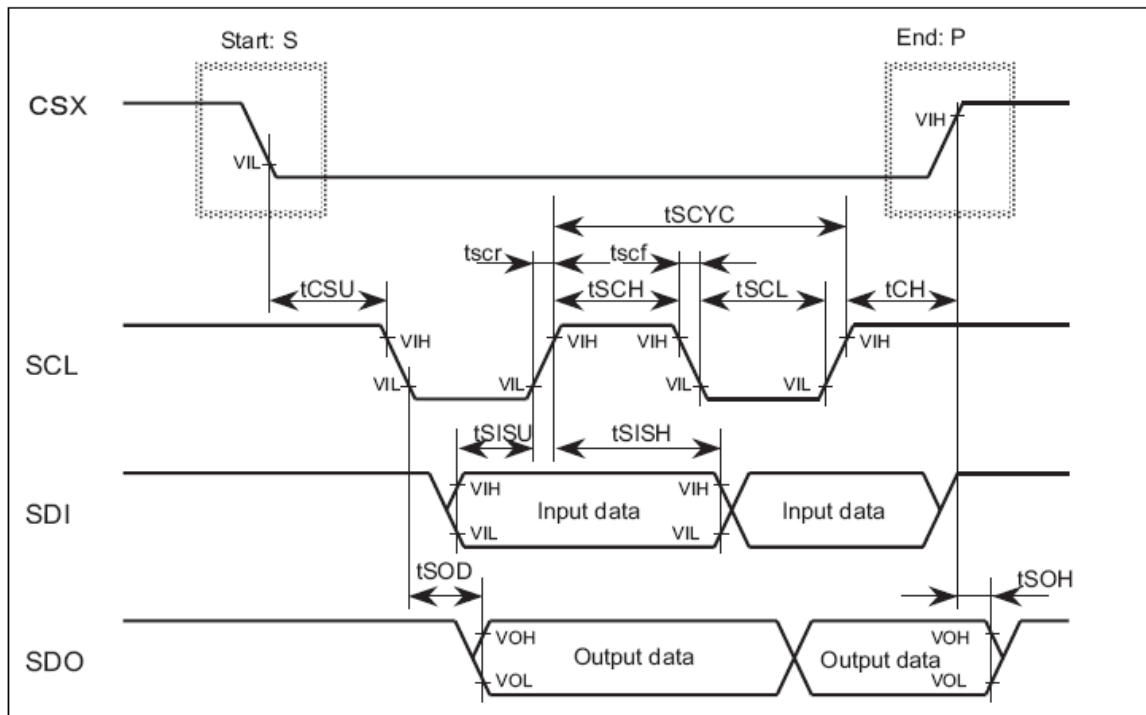 Start: S
End: P
CSX
VIL
VIH
tSCYC
tscr
tscf
tCSU
tSCH
tSCL
tCH
SCL
VIH
VIH
VIH
VIH
VIL
VIL
VIL
VIL
tSISU
tSISH
SDI
VIH
VIH
Input data
Input data
VIL
VIL
tSOD
tSOH
SDO
VOH
VOH
Output data
Output data
VOL
VOL